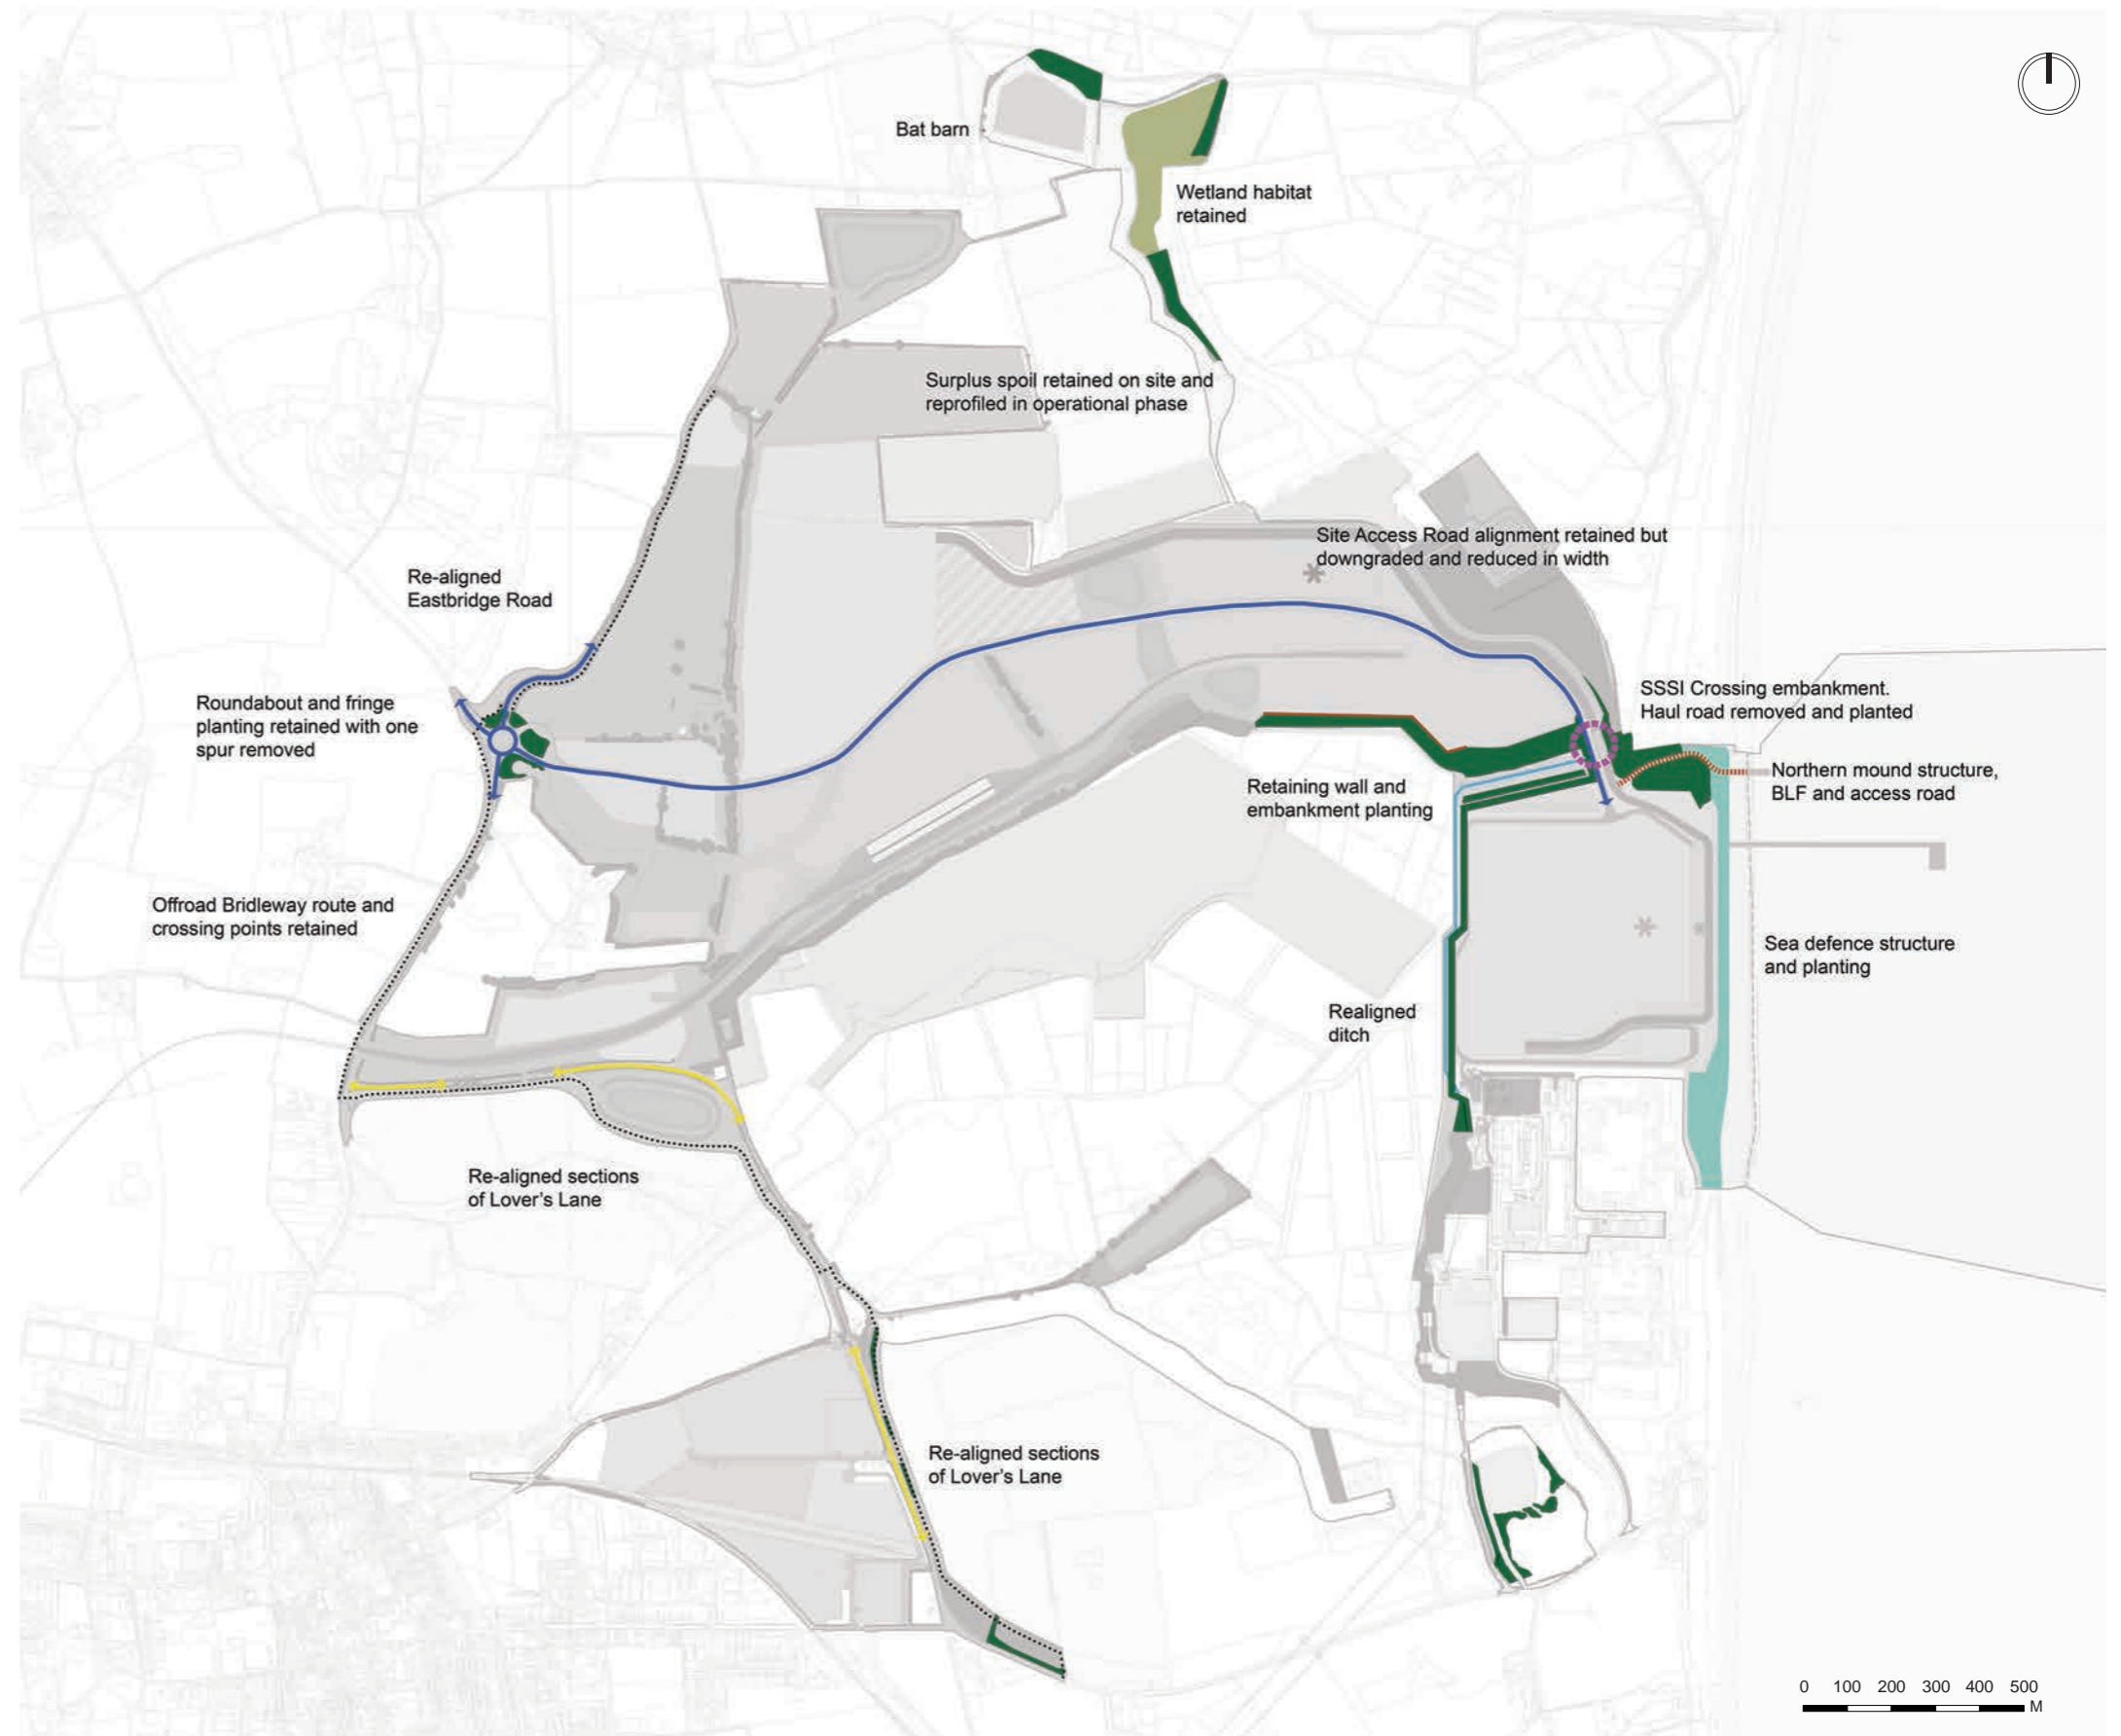 Bat barn
Wetland habitat
retained
Surplus spoil retained on site and
reprofiled in operational phase
Site Access Road alignment retained but
downgraded and reduced in width
Re-aligned
Eastbridge Road
Roundabout and fringe
planting retained with one
spur removed
SSSI Crossing embankment.
Haul road removed and planted
Northern mound structure,
BLF and access road
Retaining wall and
embankment planting
Offroad Bridleway route and
crossing points retained
Sea defence structure
and planting
Realigned
ditch
Re-aligned sections
of Lover's Lane
Re-aligned sections
of Lover's Lane
0 100 200 300 400 500
M